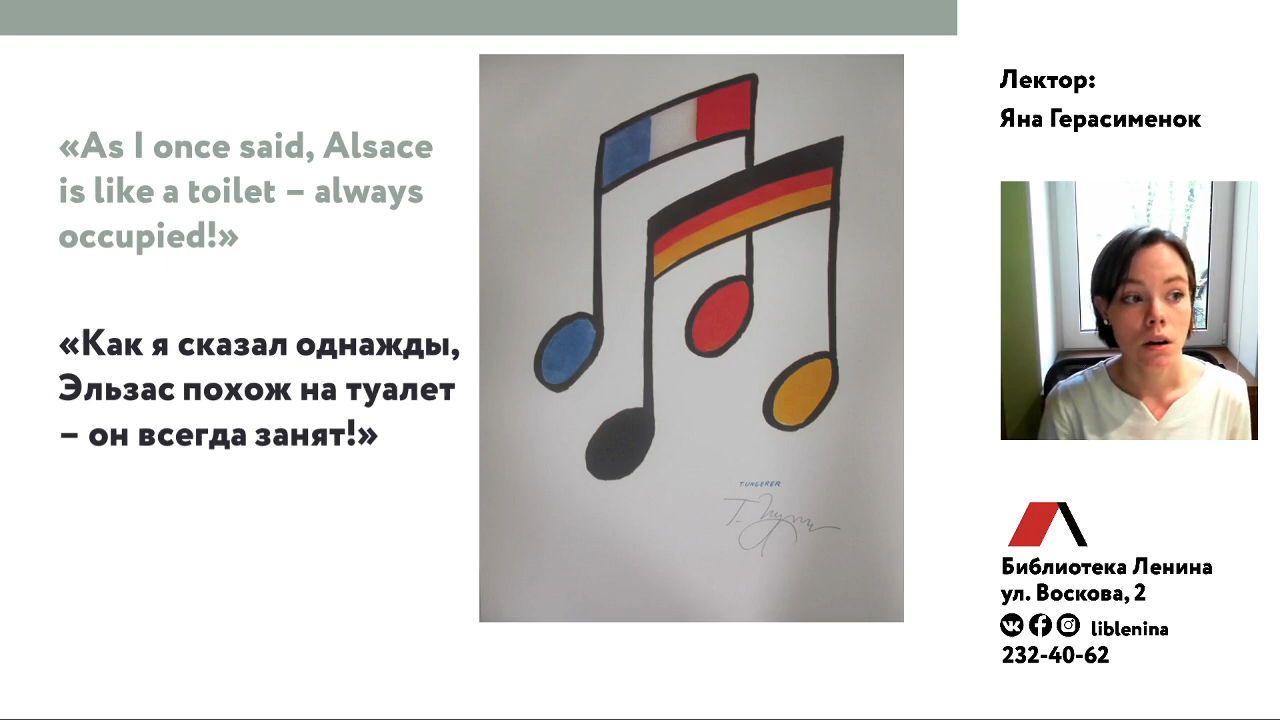 «As I once said, Alsace
is like a toilet – always
occupied!»
«Как я сказал однажды,
Эльзас похож на туалет
– он всегда занят!»
T. UNGERER
Лектор:
Яна Герасименок
Библиотека Ленина
ул. Воскова, 2
liblenina
232-40-62